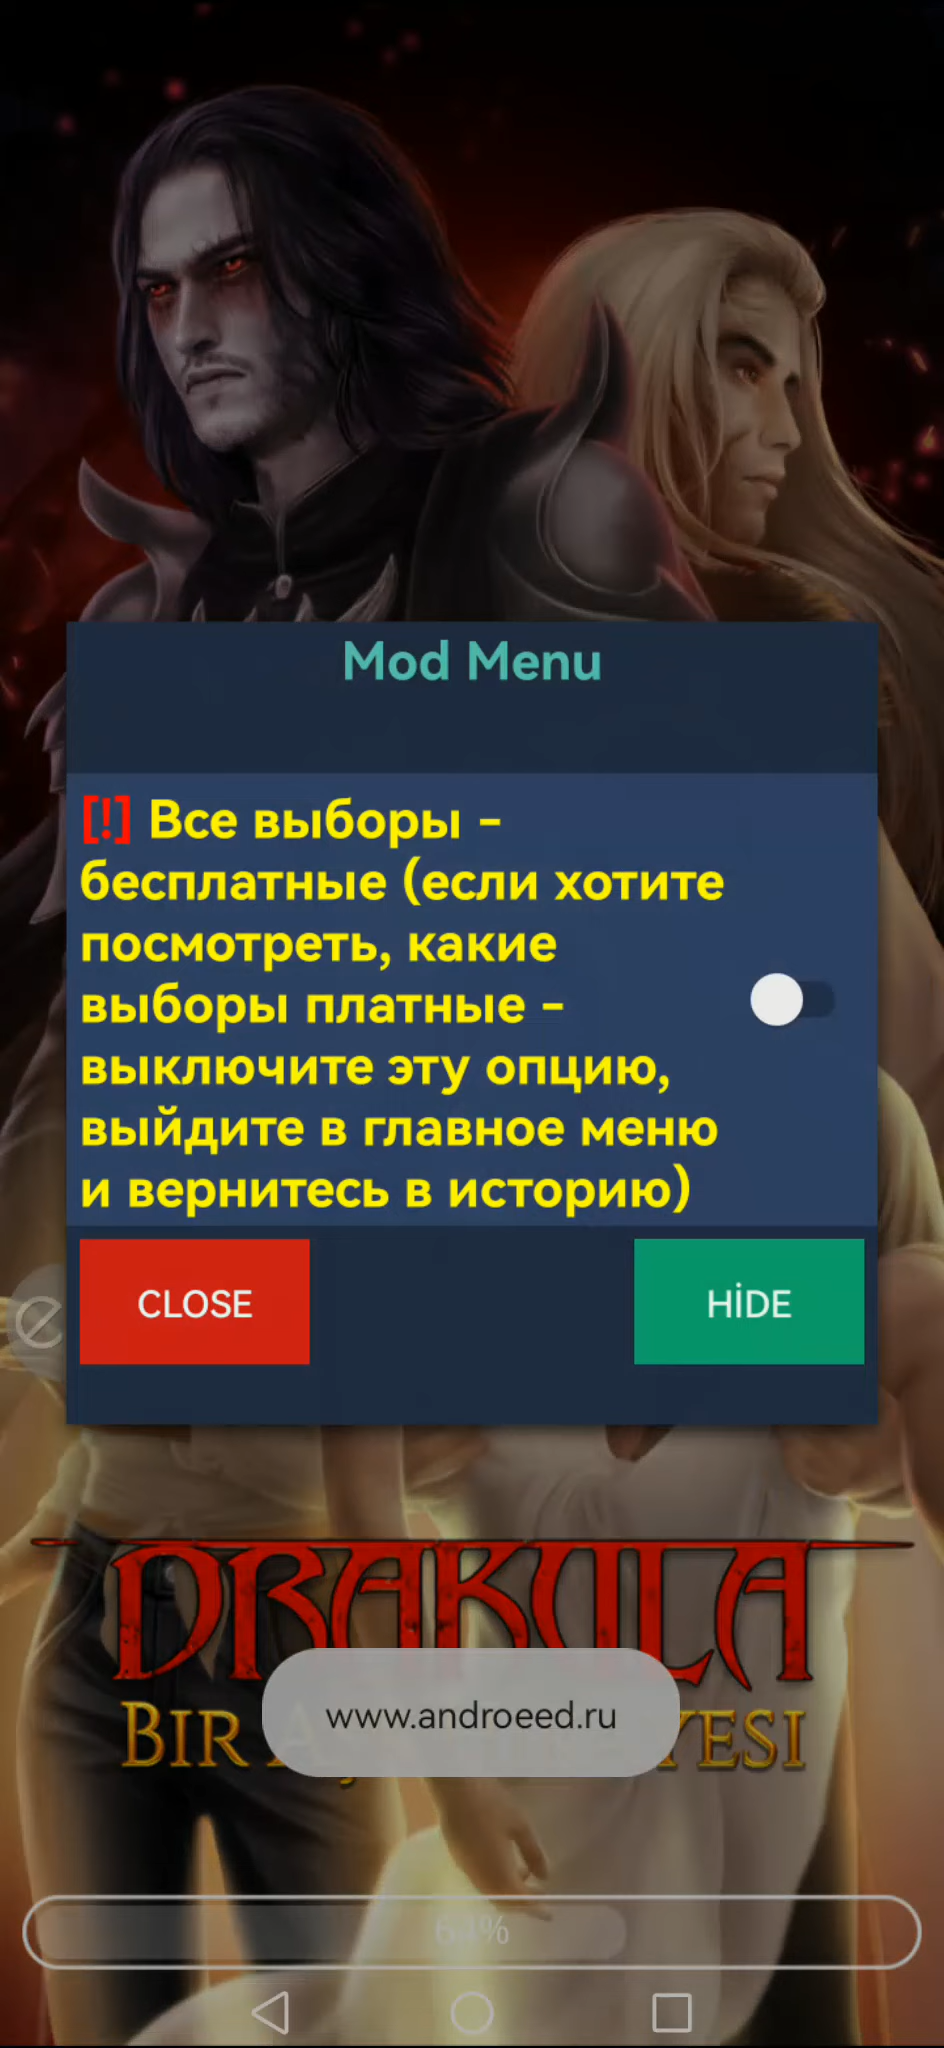 Mod Menu
[!] Все выборы -
бесплатные (если хотите
посмотреть, какие
выборы платные -
выключите эту опцию,
выйдите в главное меню
и вернитесь в историю)
CLOSE
HİDE
DRAKULA
BIR
www.androeed.ru